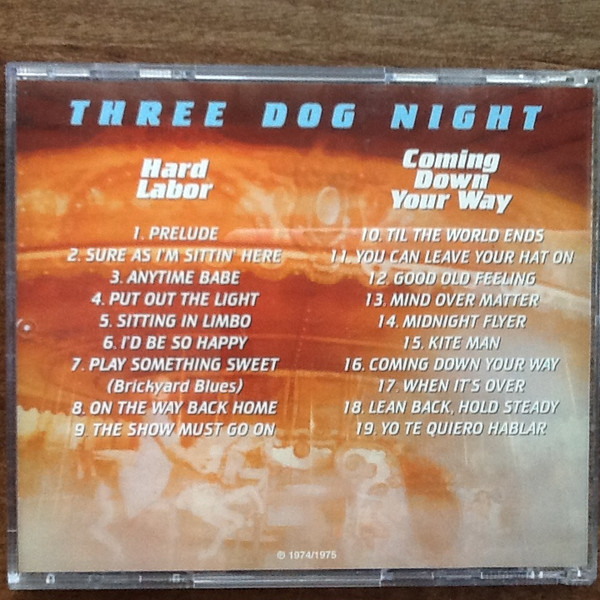 THREE DOG NIGHT
Hard
Labor
1. PRELUDE
2. SURE AS I'M SITTIN' HERE
3. ANYTIME BABE
4. PUT OUT THE LIGHT
5. SITTING IN LIMBO
6. I'D BE SO HAPPY
7. PLAY SOMETHING SWEET
(Brickyard Blues)
8. ON THE WAY BACK HOME
9. THE SHOW MUST GO ON
Coming
Down
Your Way
10. TIL THE WORLD ENDS
11. YOU CAN LEAVE YOUR HAT ON
12. GOOD OLD FEELING
13. MIND OVER MATTER
14. MIDNIGHT FLYER
15. KITE MAN
16. COMING DOWN YOUR WAY
17. WHEN IT'S OVER
18. LEAN BACK, HOLD STEADY
19. YO TE QUIERO HABLAR
© 1974/1975